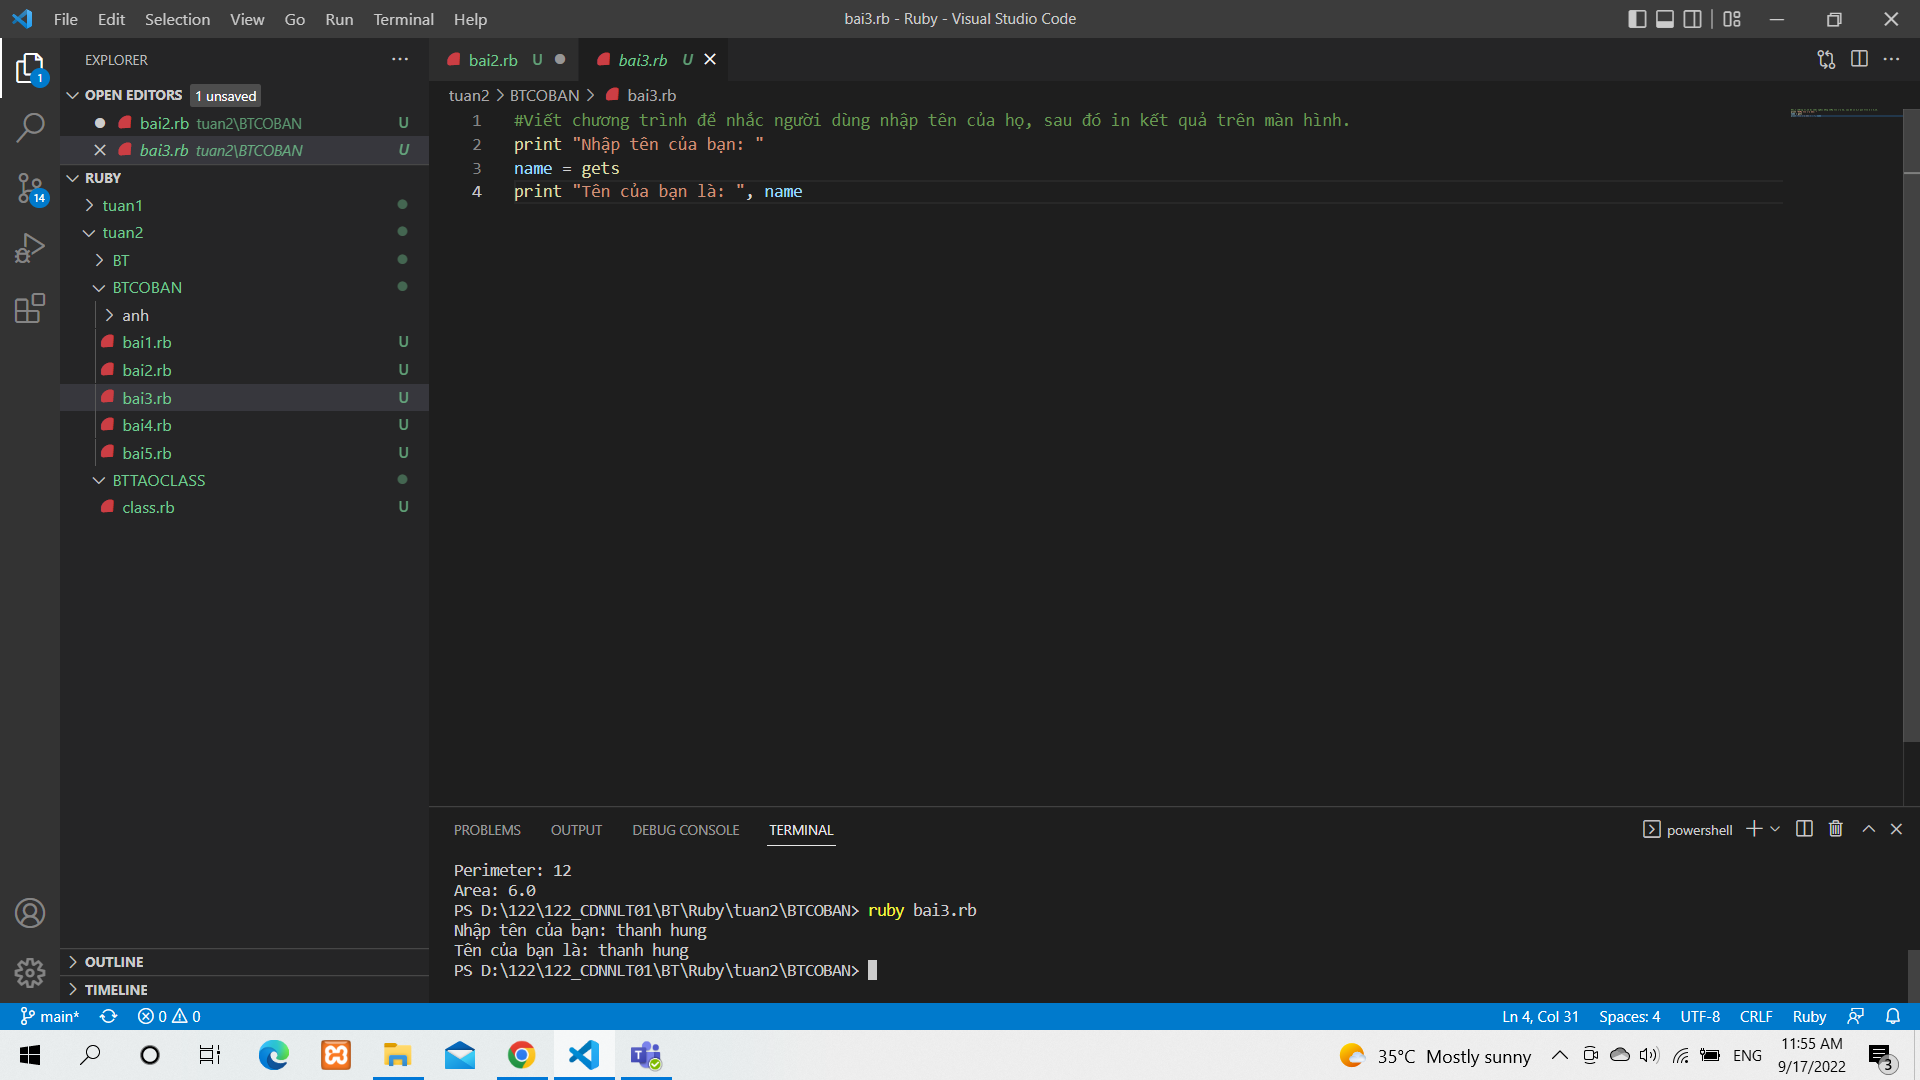 File Edit Selection View Go Run Terminal Help
bai3.rb - Ruby - Visual Studio Code
EXPLORER
OPEN EDITORS 1 unsaved
bai2.rb tuan2\BTCOBAN U
bai3.rb tuan2\BTCOBAN U
RUBY
tuan1
tuan2
BT
BTCOBAN
anh
bai1.rb U
bai2.rb U
bai3.rb U
bai4.rb U
bai5.rb U
BTTAOCLASS
class.rb U
OUTLINE
TIMELINE
1
14
bai2.rb U
bai3.rb U
tuan2 > BTCOBAN > bai3.rb
1 #Viết chương trình để nhắc người dùng nhập tên của họ, sau đó in kết quả trên màn hình.
2 print "Nhập tên của bạn: "
3 name = gets
4 print "Tên của bạn là: ", name
PROBLEMS OUTPUT DEBUG CONSOLE TERMINAL
powershell
Perimeter: 12
Area: 6.0
PS D:\122\122_CDNNLT01\BT\Ruby\tuan2\BTCOBAN> ruby bai3.rb
Nhập tên của bạn: thanh hung
Tên của bạn là: thanh hung
PS D:\122\122_CDNNLT01\BT\Ruby\tuan2\BTCOBAN>
main* 0 0
Ln 4, Col 31 Spaces: 4 UTF-8 CRLF Ruby
35°C Mostly sunny
ENG
11:55 AM
9/17/2022
3